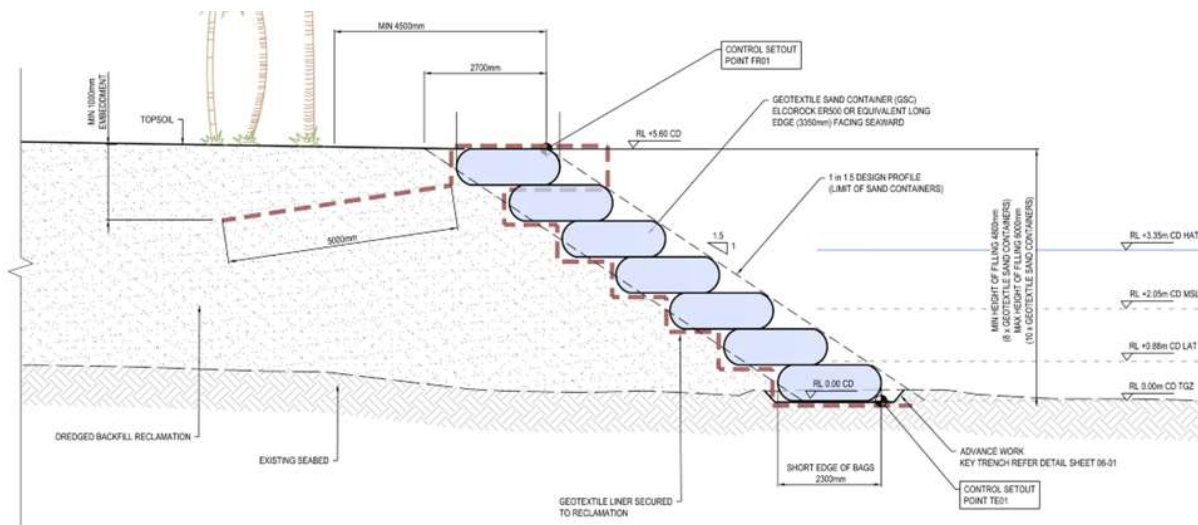 MIN 4500mm
2700mm
CONTROL SETOUT
POINT FR01
MIN 1000mm
EMBEDDMENT
TOPSOIL
GEOTEXTILE SAND CONTAINER (GSC)
ELCOROCK ER500 OR EQUIVALENT LONG
EDGE (3350mm) FACING SEAWARD
RL +5.60 CD
1 in 1.5 DESIGN PROFILE
(LIMIT OF SAND CONTAINERS)
1.5
1
5000mm
MIN HEIGHT OF FILLING 4800mm
(8 x GEOTEXTILE SAND CONTAINERS)
MAX HEIGHT OF FILLING 6000mm
(10 x GEOTEXTILE SAND CONTAINERS)
RL +3.35m CD HAT
RL +2.05m CD MSL
RL +0.88m CD LAT
RL 0.00m CD TGZ
RL 0.00 CD
DREDGED BACKFILL RECLAMATION
EXISTING SEABED
GEOTEXTILE LINER SECURED
TO RECLAMATION
SHORT EDGE OF BAGS
2300mm
ADVANCE WORK
KEY TRENCH REFER DETAIL SHEET 06-01
CONTROL SETOUT
POINT TE01